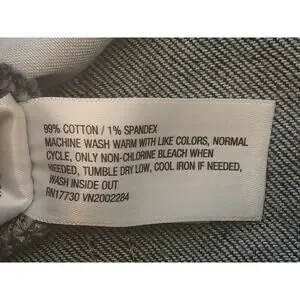 99% COTTON / 1% SPANDEX
MACHINE WASH WARM WITH LIKE COLORS, NORMAL
CYCLE, ONLY NON-CHLORINE BLEACH WHEN
NEEDED, TUMBLE DRY LOW, COOL IRON IF NEEDED,
WASH INSIDE OUT
RN17730 VN2002284